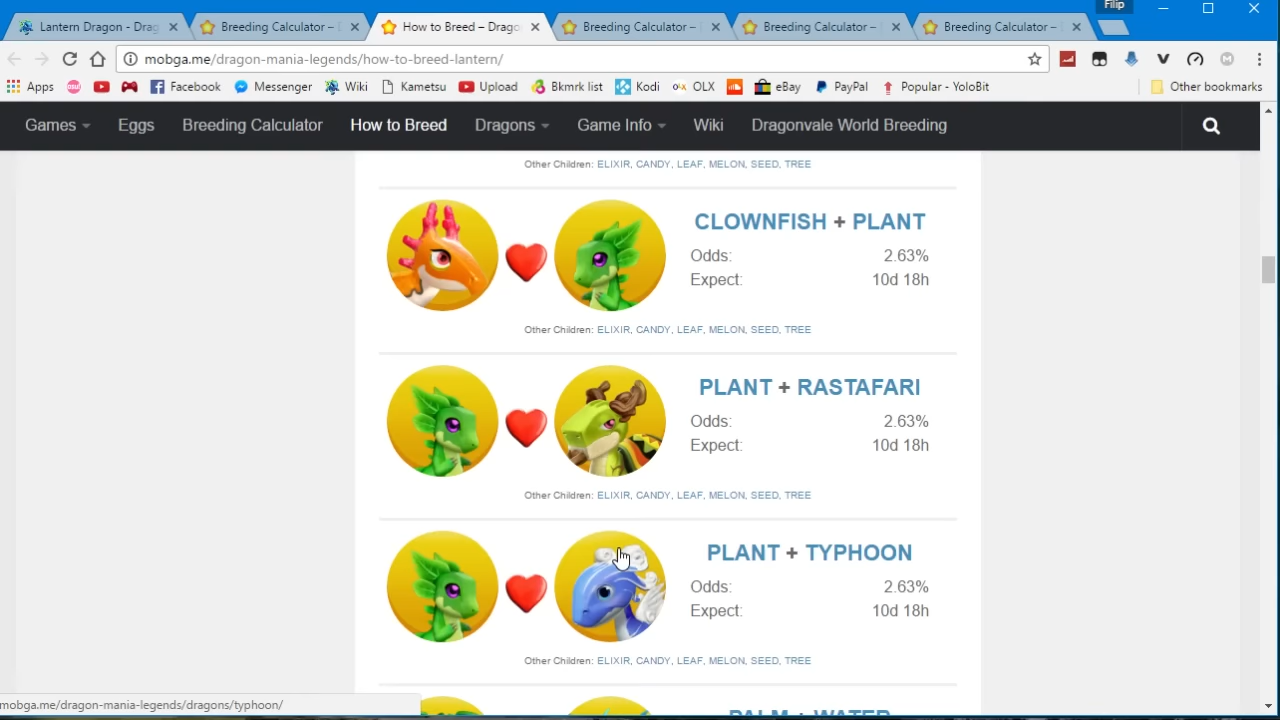 Filip
Lantern Dragon - Drag
Breeding Calculator – D
How to Breed – Drago
Breeding Calculator –
Breeding Calculator –
Breeding Calculator –
mobga.me/dragon-mania-legends/how-to-breed-lantern/
Apps
Facebook
Messenger
Wiki
Kametsu
Upload
Bkmrk list
Kodi
OLX
eBay
PayPal
Popular - YoloBit
Other bookmarks
Games
Eggs
Breeding Calculator
How to Breed
Dragons
Game Info
Wiki
Dragonvale World Breeding
Other Children: ELIXIR, CANDY, LEAF, MELON, SEED, TREE
CLOWNFISH + PLANT
Odds: 2.63%
Expect: 10d 18h
Other Children: ELIXIR, CANDY, LEAF, MELON, SEED, TREE
PLANT + RASTAFARI
Odds: 2.63%
Expect: 10d 18h
Other Children: ELIXIR, CANDY, LEAF, MELON, SEED, TREE
PLANT + TYPHOON
Odds: 2.63%
Expect: 10d 18h
Other Children: ELIXIR, CANDY, LEAF, MELON, SEED, TREE
PALM + WATER
mobga.me/dragon-mania-legends/dragons/typhoon/